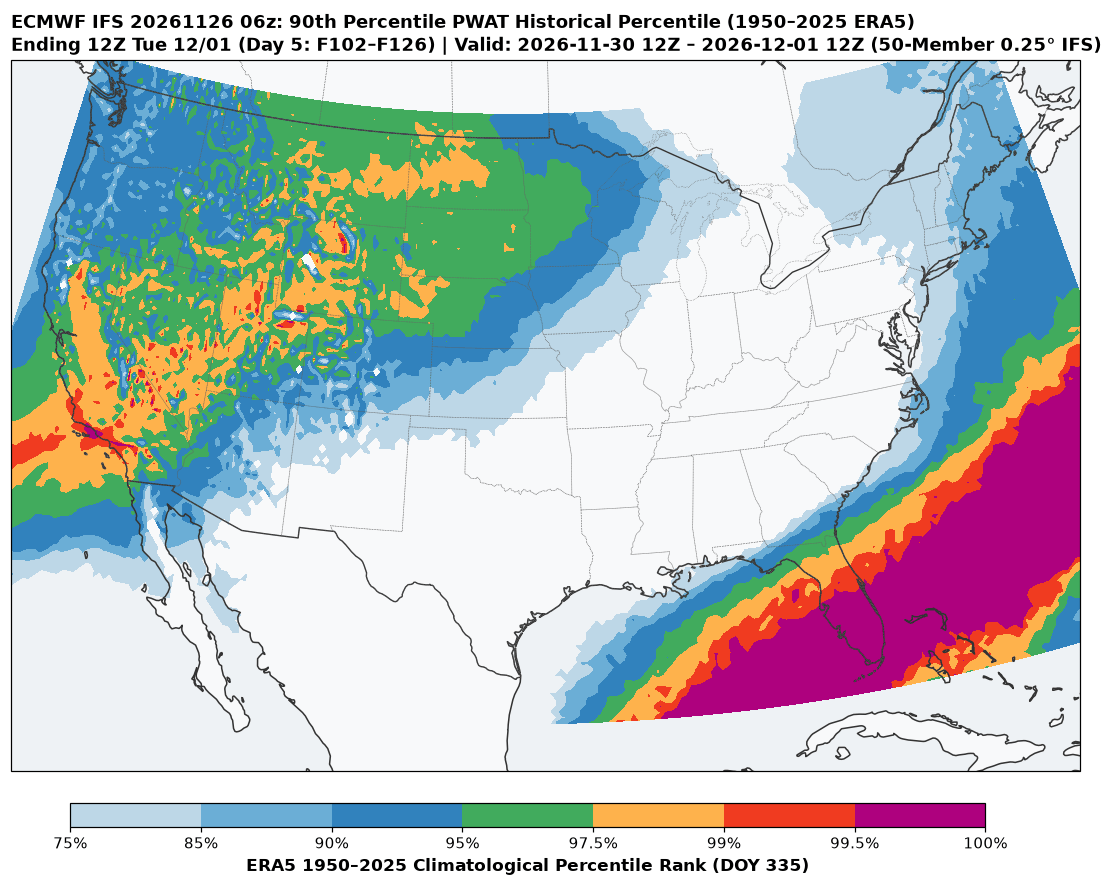 ECMWF IFS 20261126 06z: 90th Percentile PWAT Historical Percentile (1950–2025 ERA5)
Ending 12Z Tue 12/01 (Day 5: F102–F126) | Valid: 2026-11-30 12Z – 2026-12-01 12Z (50-Member 0.25° IFS)
75% 85% 90% 95% 97.5% 99% 99.5% 100%
ERA5 1950–2025 Climatological Percentile Rank (DOY 335)